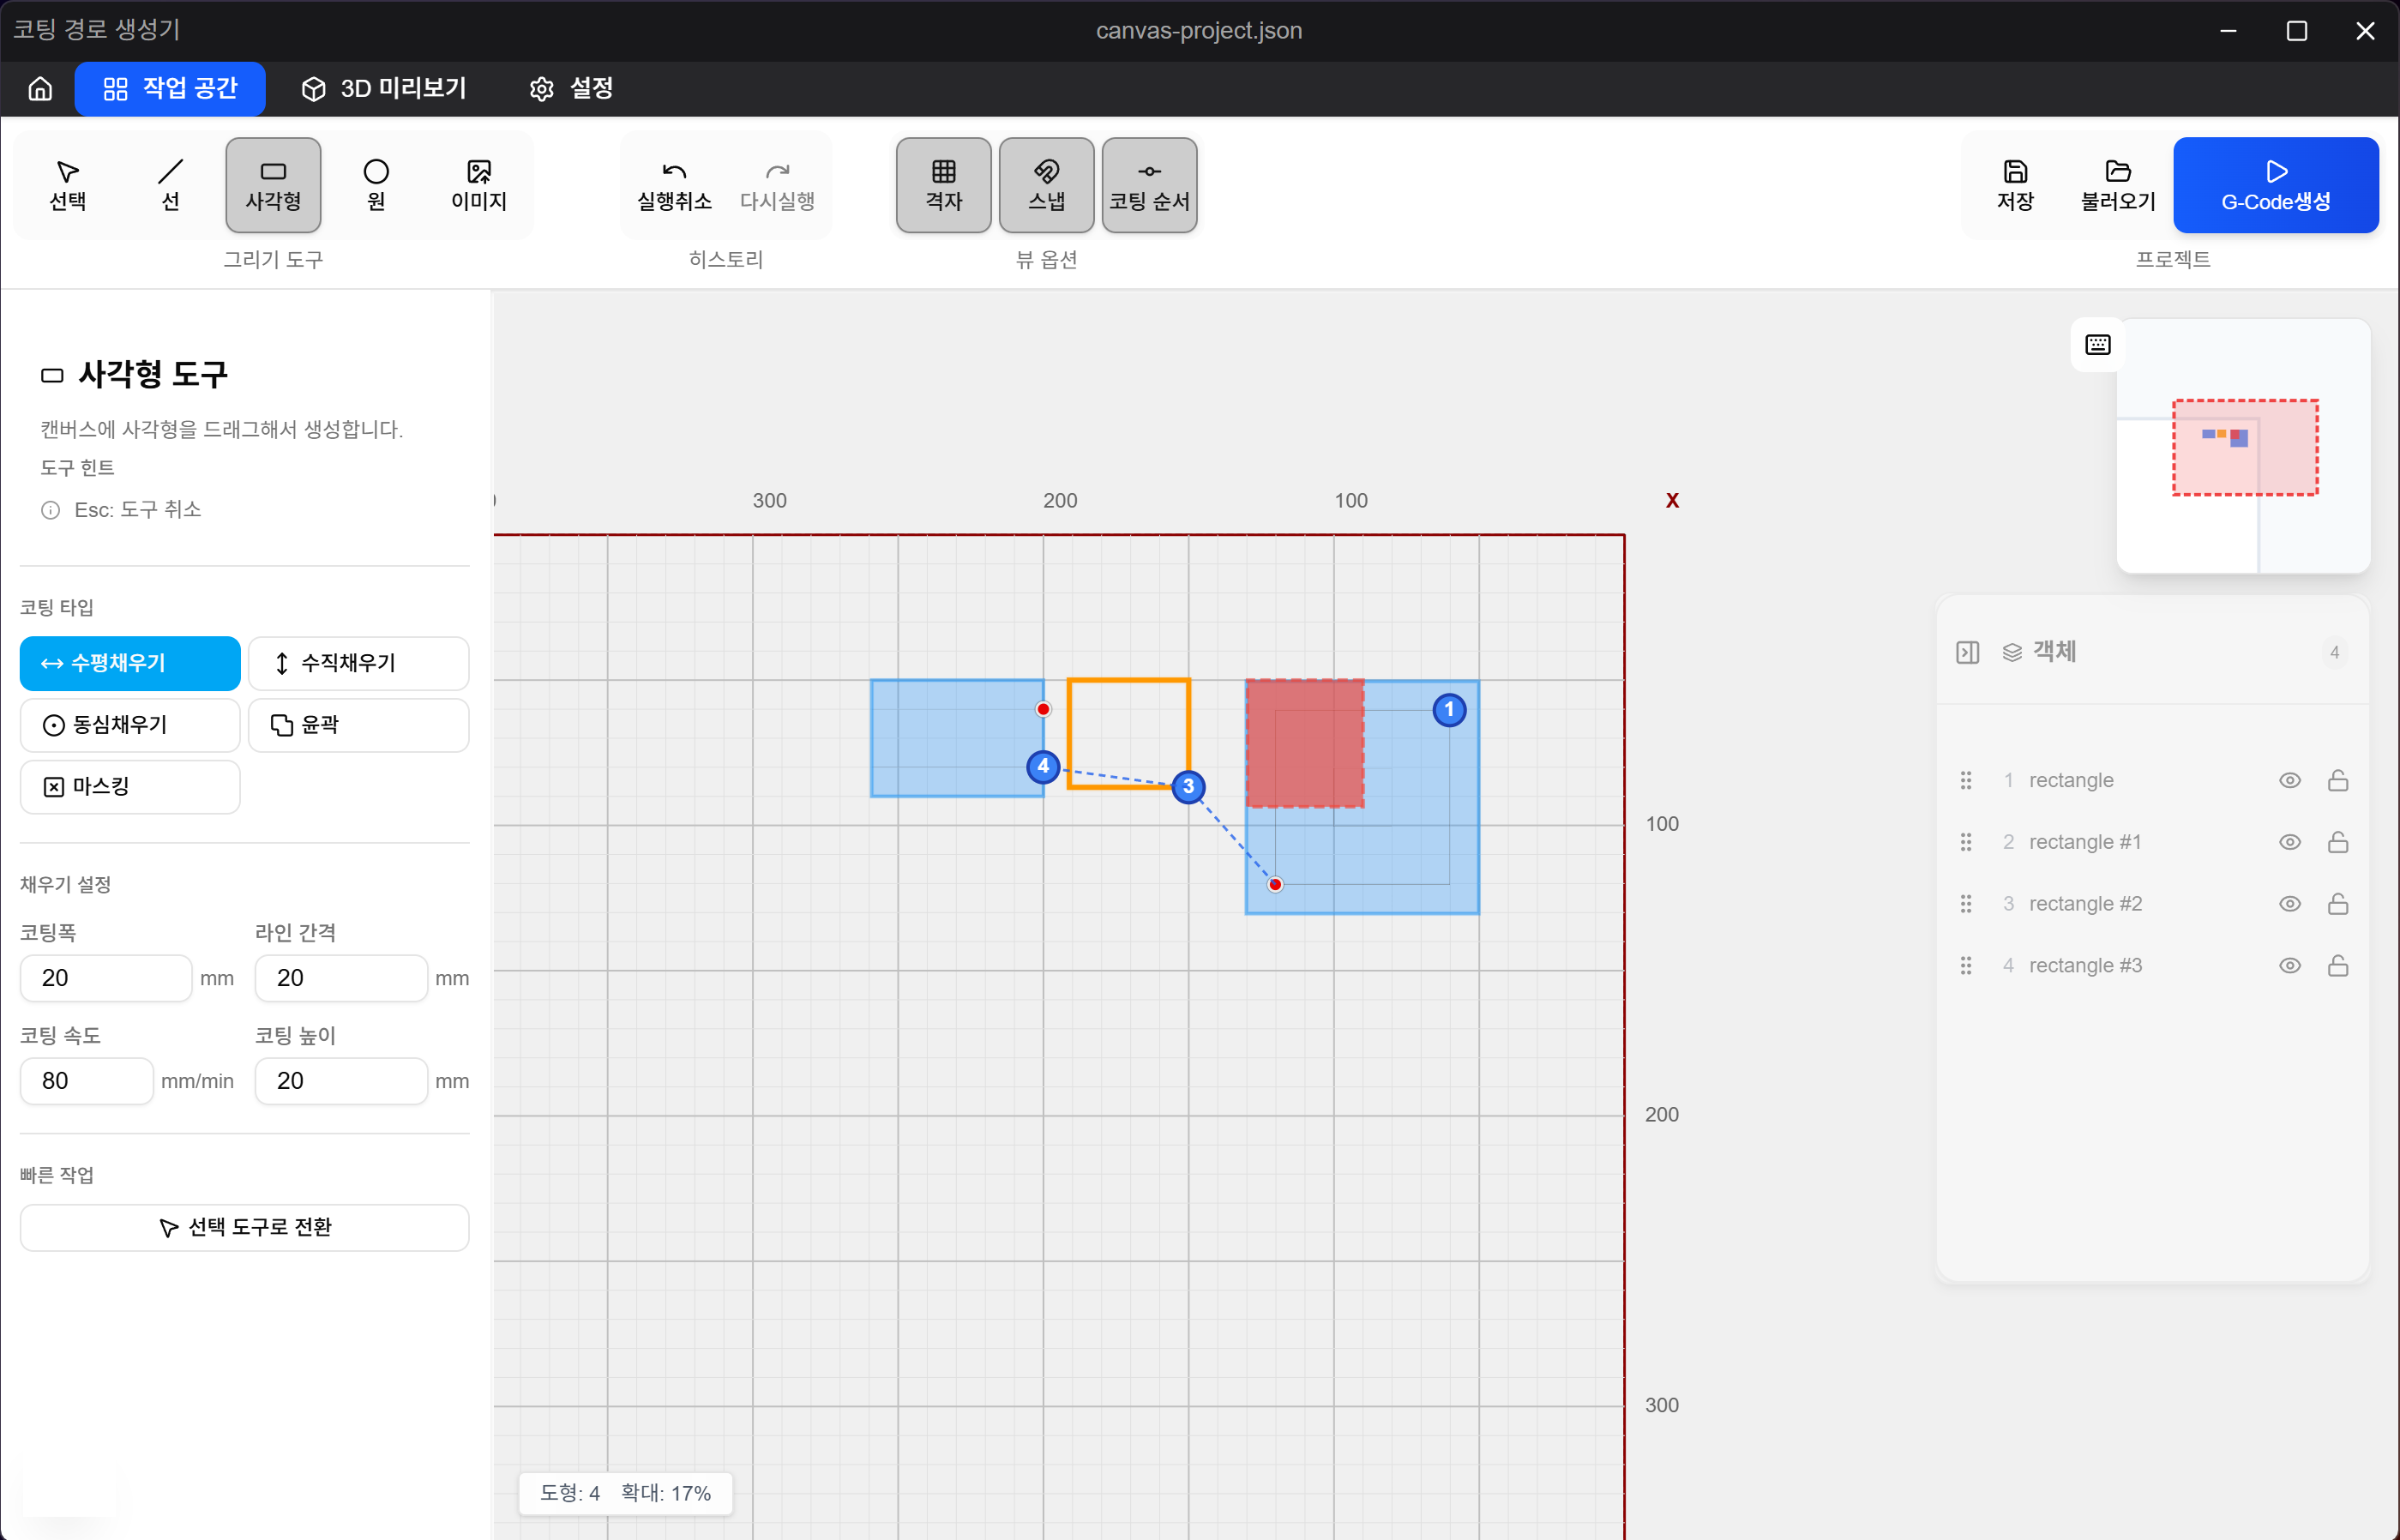 코팅 경로 생성기
canvas-project.json
작업 공간
3D 미리보기
설정
선택
선
사각형
원
이미지
그리기 도구
실행취소
다시실행
히스토리
격자
스냅
코팅 순서
뷰 옵션
저장
불러오기
G-Code생성
프로젝트
사각형 도구
캔버스에 사각형을 드래그해서 생성합니다.
도구 힌트
Esc: 도구 취소
코팅 타입
수평채우기
수직채우기
동심채우기
윤곽
마스킹
채우기 설정
코팅폭
라인 간격
20 mm
20 mm
코팅 속도
코팅 높이
80 mm/min
20 mm
빠른 작업
선택 도구로 전환
300
200
100
X
1
4
3
100
200
300
도형: 4 확대: 17%
객체
4
1 rectangle
2 rectangle #1
3 rectangle #2
4 rectangle #3